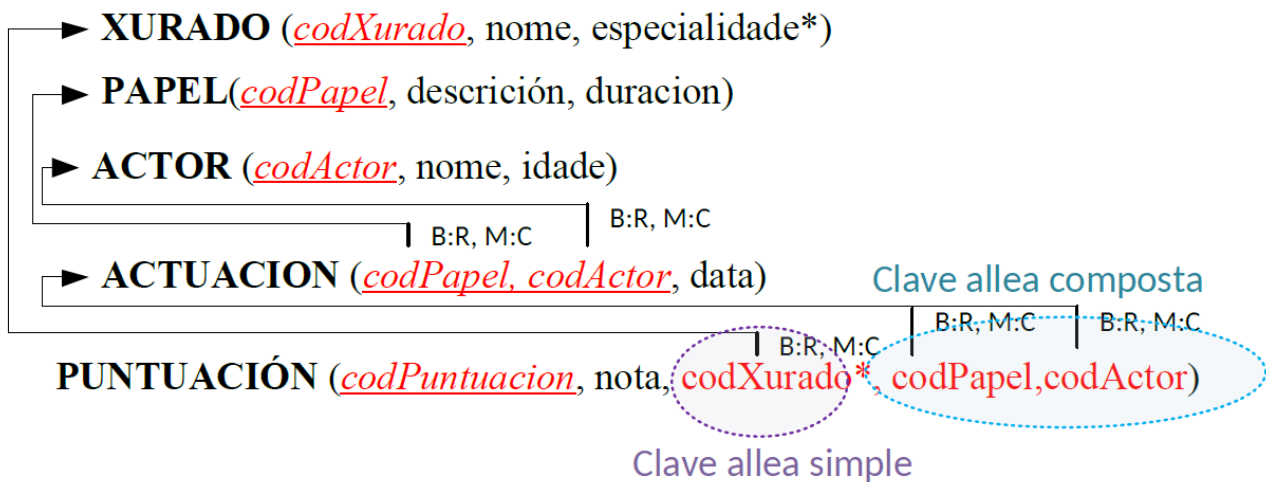 XURADO (codXurado, nome, especialidade*)
PAPEL(codPapel, descrición, duracion)
ACTOR (codActor, nome, idade)
B:R, M:C
B:R, M:C
ACTUACION (codPapel, codActor, data)
Clave allea composta
B:R, M:C
B:R, M:C
B:R, M:C
PUNTUACIÓN (codPuntuacion, nota, codXurado*, codPapel,codActor)
Clave allea simple